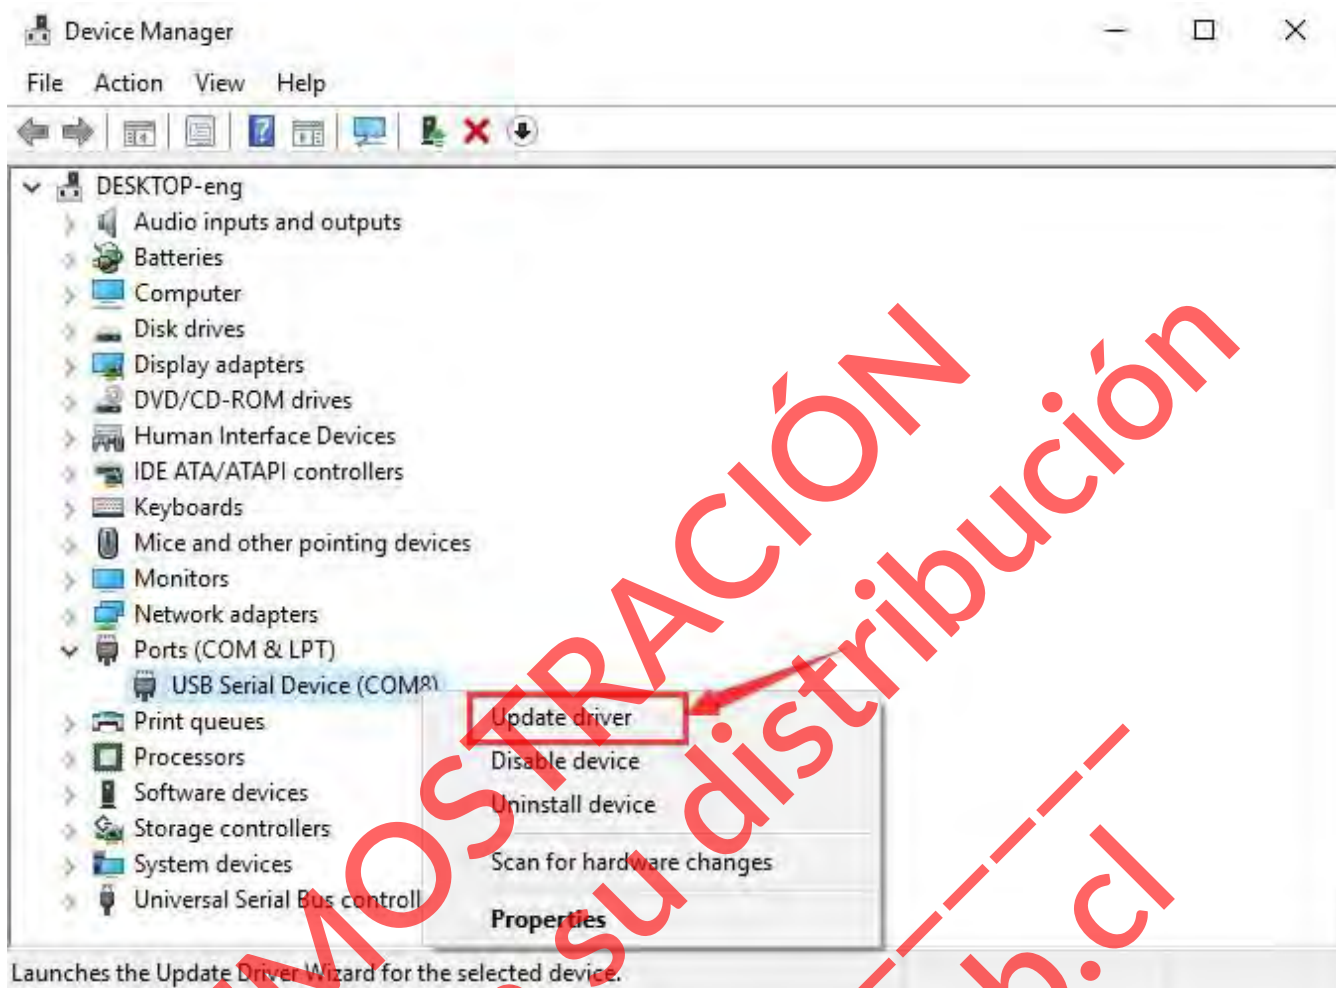 Device Manager
File Action View Help
DESKTOP-eng
Audio inputs and outputs
Batteries
Computer
Disk drives
Display adapters
DVD/CD-ROM drives
Human Interface Devices
IDE ATA/ATAPI controllers
Keyboards
Mice and other pointing devices
Monitors
Network adapters
Ports (COM & LPT)
USB Serial Device (COM8)
Print queues
Processors
Software devices
Storage controllers
System devices
Universal Serial Bus controll
Update driver
Disable device
Uninstall device
Scan for hardware changes
Properties
Launches the Update Driver Wizard for the selected device.
MOSTRACIÓN
su distribución
b.cl